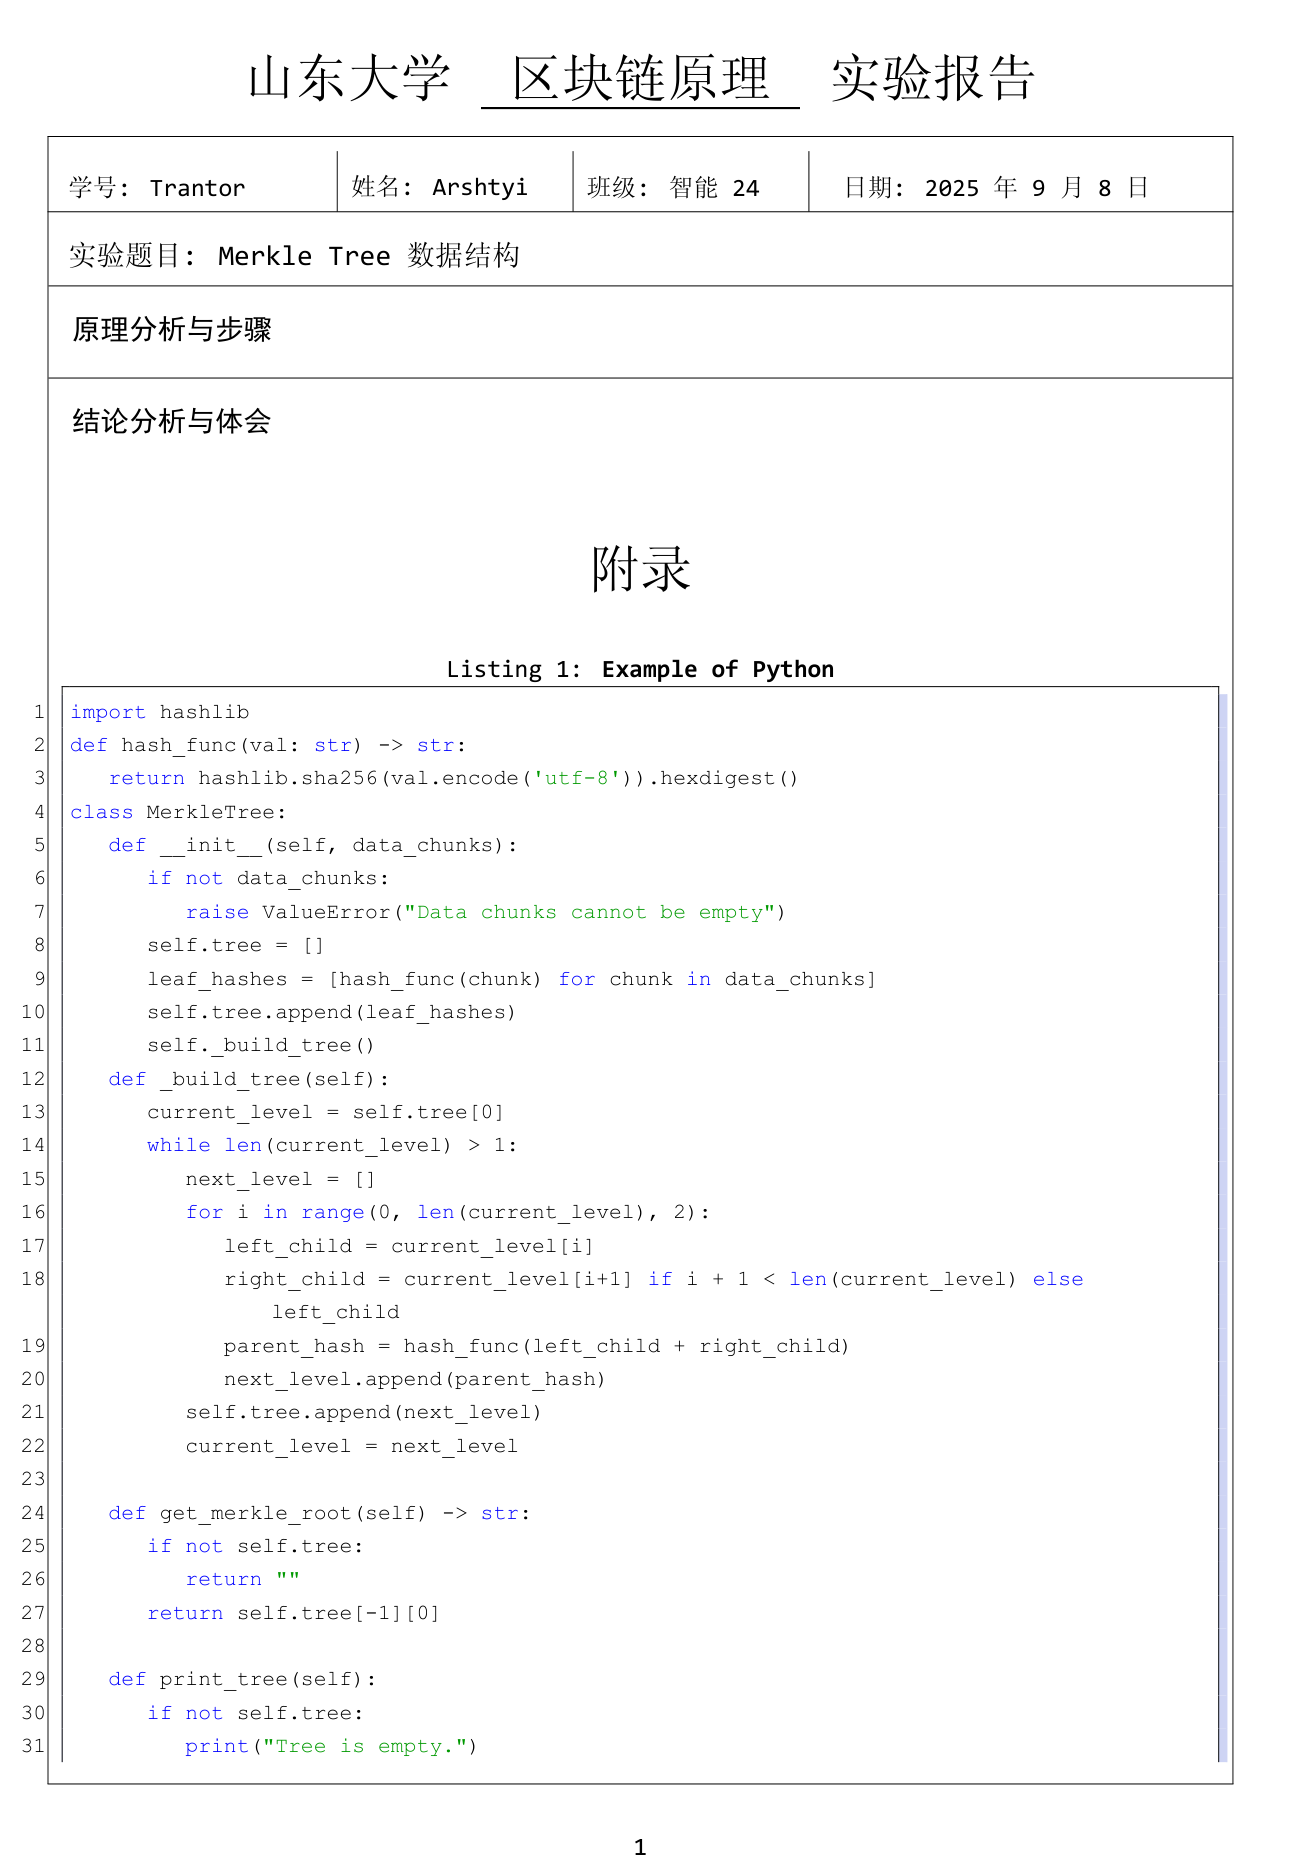 山东大学 区块链原理 实验报告
学号: Trantor 姓名: Arshtyi 班级: 智能 24 日期: 2025 年 9 月 8 日
实验题目: Merkle Tree 数据结构
原理分析与步骤
结论分析与体会
附录
Listing 1: Example of Python
1 import hashlib
2 def hash_func(val: str) -> str:
3    return hashlib.sha256(val.encode('utf-8')).hexdigest()
4 class MerkleTree:
5    def __init__(self, data_chunks):
6       if not data_chunks:
7          raise ValueError("Data chunks cannot be empty")
8       self.tree = []
9       leaf_hashes = [hash_func(chunk) for chunk in data_chunks]
10       self.tree.append(leaf_hashes)
11       self._build_tree()
12    def _build_tree(self):
13       current_level = self.tree[0]
14       while len(current_level) > 1:
15          next_level = []
16          for i in range(0, len(current_level), 2):
17             left_child = current_level[i]
18             right_child = current_level[i+1] if i + 1 < len(current_level) else
left_child
19             parent_hash = hash_func(left_child + right_child)
20             next_level.append(parent_hash)
21          self.tree.append(next_level)
22          current_level = next_level
23
24    def get_merkle_root(self) -> str:
25       if not self.tree:
26          return ""
27       return self.tree[-1][0]
28
29    def print_tree(self):
30       if not self.tree:
31          print("Tree is empty.")
1